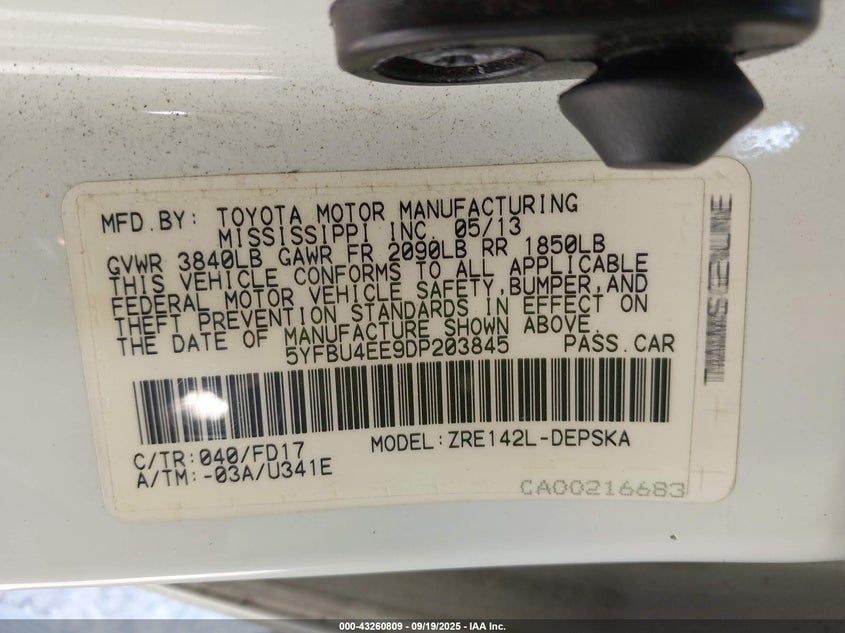 MFD.BY: TOYOTA MOTOR MANUFACTURING
MISSISSIPPI INC. 05/13
GVWR 3840LB GAWR FR 2090LB RR 1850LB
THIS VEHICLE CONFORMS TO ALL APPLICABLE
FEDERAL MOTOR VEHICLE SAFETY,BUMPER,AND
THEFT PREVENTION STANDARDS IN EFFECT ON
THE DATE OF MANUFACTURE SHOWN ABOVE.
5YFBU4EE9DP203845 PASS.CAR
C/TR:040/FD17 MODEL:ZRE142L-DEPSKA
A/TM:-03A/U341E
CA00216683
000-43260809 - 09/19/2025 - IAA Inc.